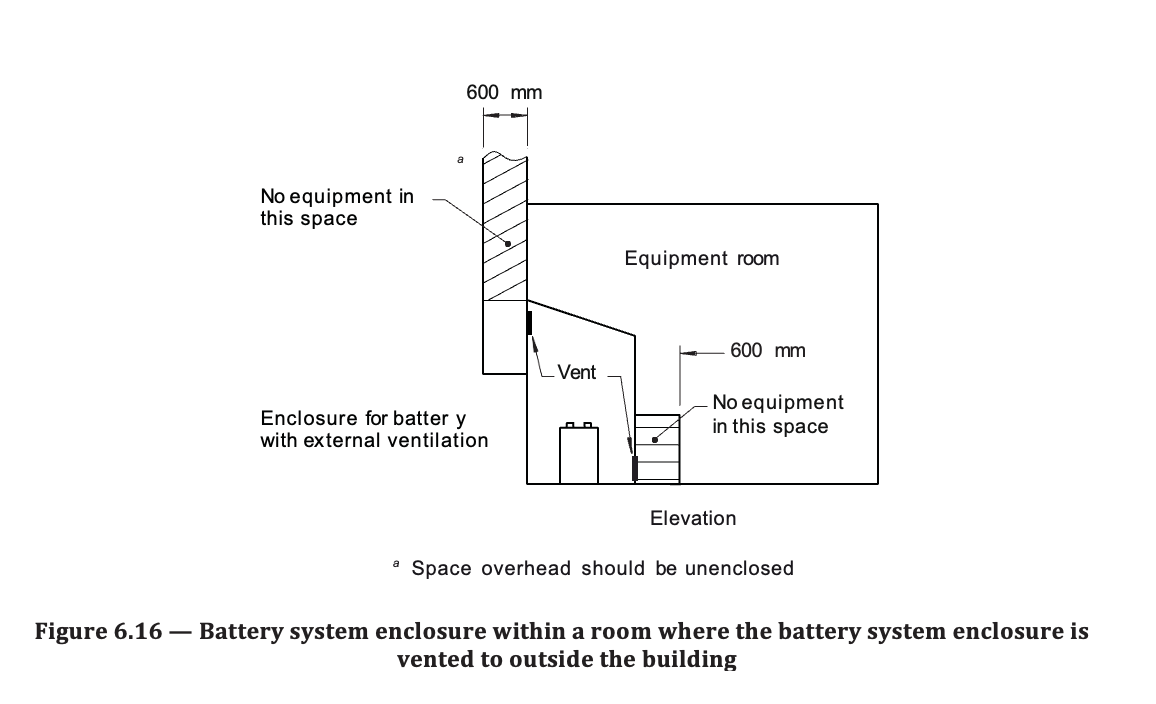 600 mm
a
No equipment in
this space
Equipment room
600 mm
Vent
No equipment
in this space
Enclosure for batter y
with external ventilation
Elevation
a Space overhead should be unenclosed
Figure 6.16 — Battery system enclosure within a room where the battery system enclosure is
vented to outside the building